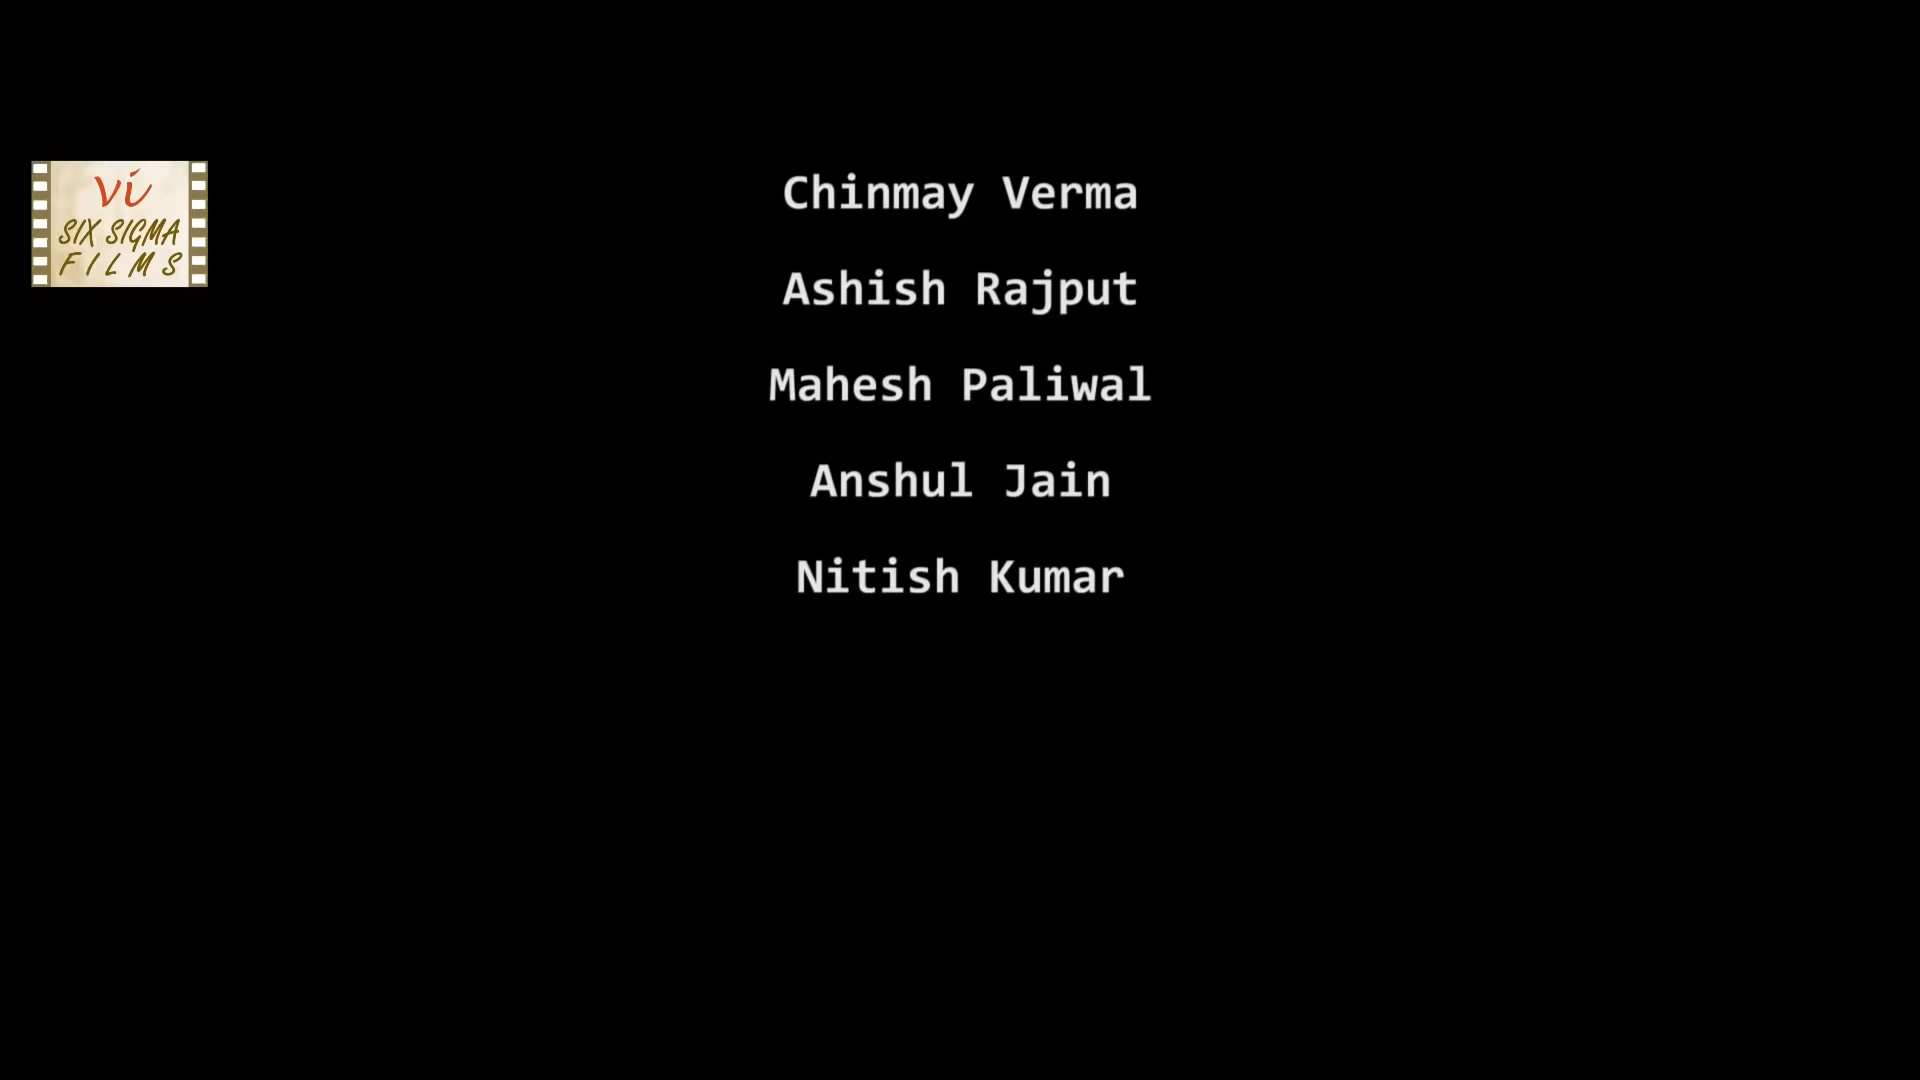 vi
SIX SIGMA
FILMS
Chinmay Verma
Ashish Rajput
Mahesh Paliwal
Anshul Jain
Nitish Kumar